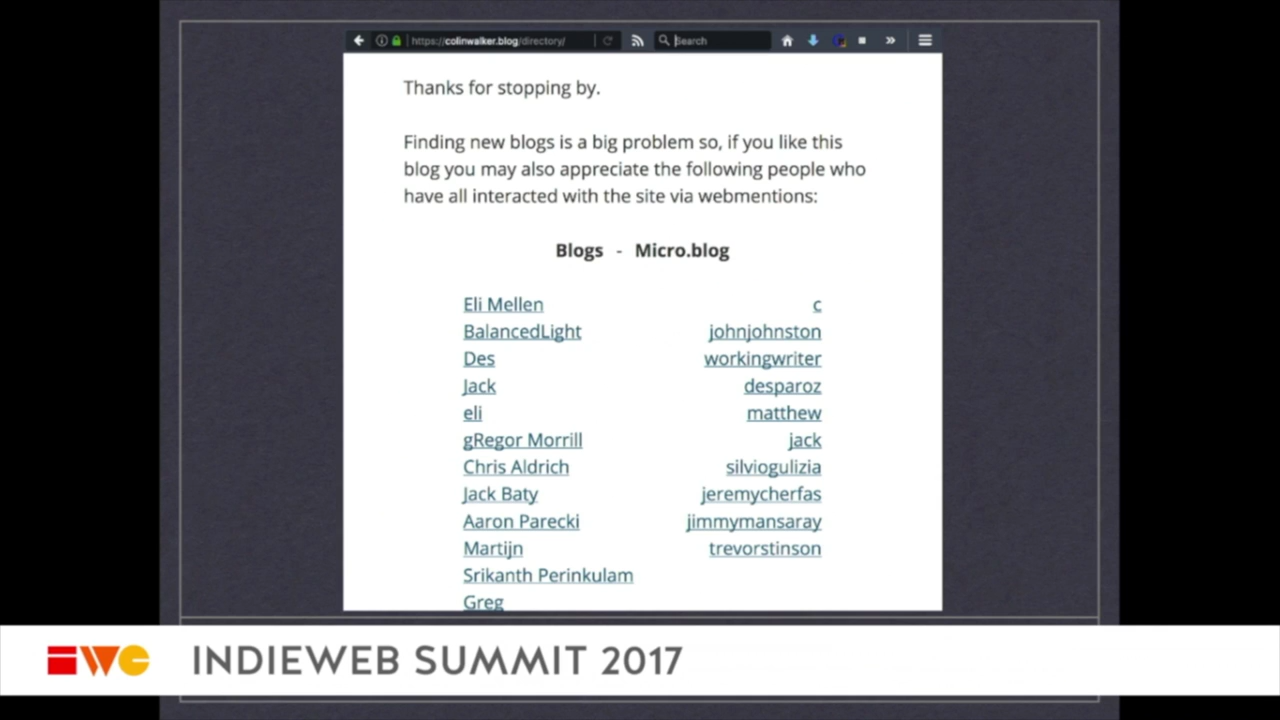 https://colinwalker.blog/directory/
Search
Thanks for stopping by.
Finding new blogs is a big problem so, if you like this
blog you may also appreciate the following people who
have all interacted with the site via webmentions:
Blogs - Micro.blog
Eli Mellen c
BalancedLight johnjohnston
Des workingwriter
Jack desparoz
eli matthew
gRegor Morrill jack
Chris Aldrich silviogulizia
Jack Baty jeremycherfas
Aaron Parecki jimmymansaray
Martijn trevorstinson
Srikanth Perinkulam
Greg
iWC INDIEWEB SUMMIT 2017